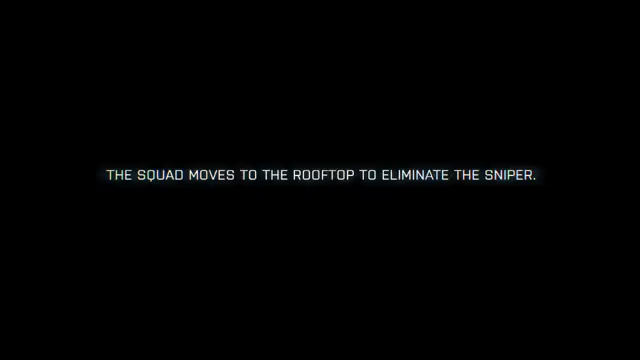 THE SQUAD MOVES TO THE ROOFTOP TO ELIMINATE THE SNIPER.